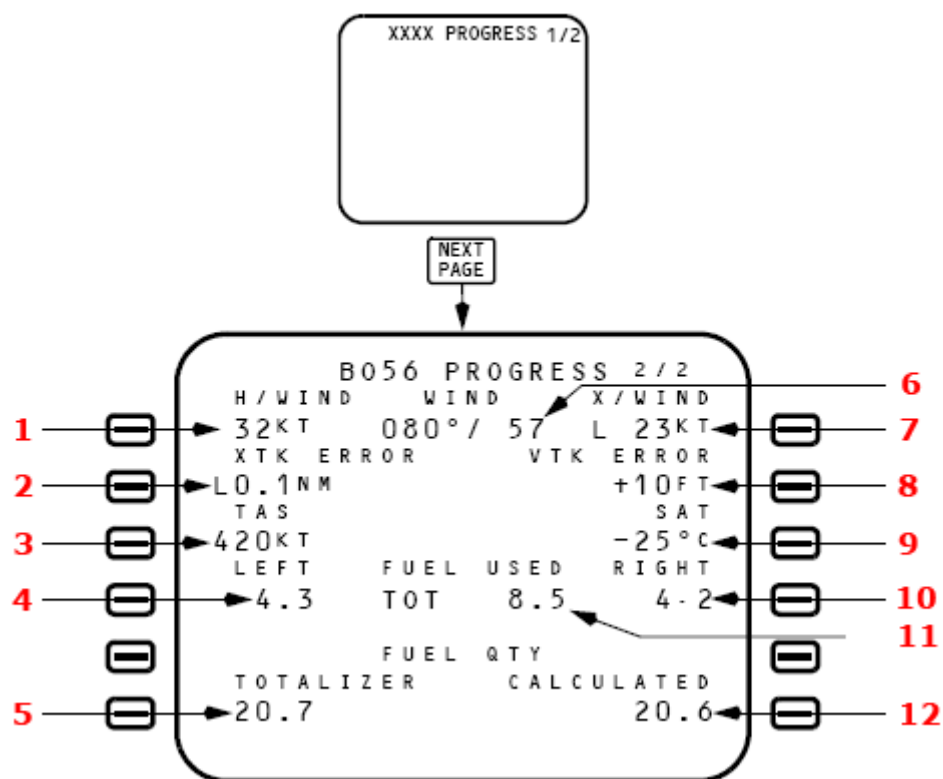 XXXX PROGRESS 1/2
NEXT
PAGE
BO56 PROGRESS 2/2
H/WIND WIND X/WIND
6
1 32KT 080°/ 57 L 23KT 7
XTK ERROR VTK ERROR
2 L0.1NM +10FT 8
TAS SAT
3 420KT -25°C 9
LEFT FUEL USED RIGHT
4 4.3 TOT 8.5 4.2 10
11
FUEL QTY
TOTALIZER CALCULATED
5 20.7 20.6 12